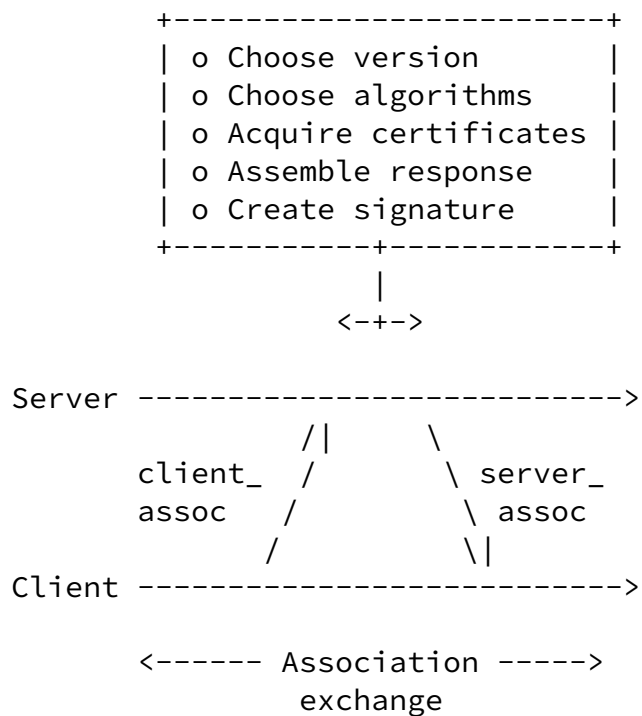 o Choose version
o Choose algorithms
o Acquire certificates
o Assemble response
o Create signature
Server
client_ server_
assoc assoc
Client
Association
exchange